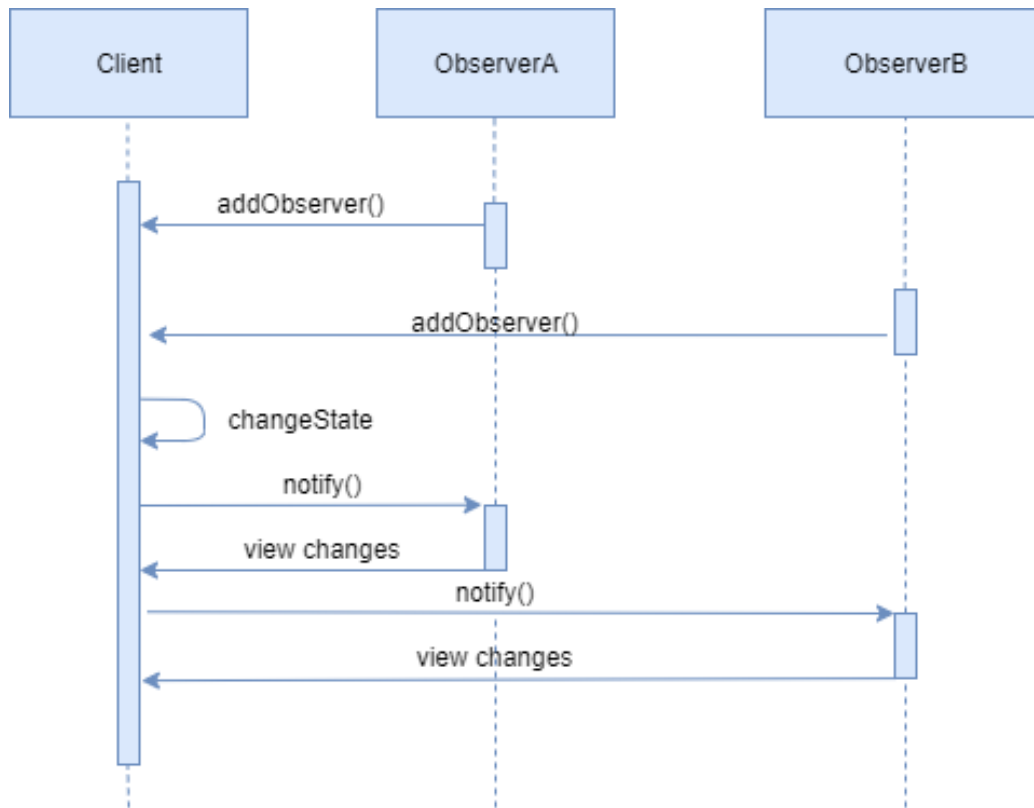 Client
ObserverA
ObserverB
addObserver()
addObserver()
changeState
notify()
view changes
notify()
view changes